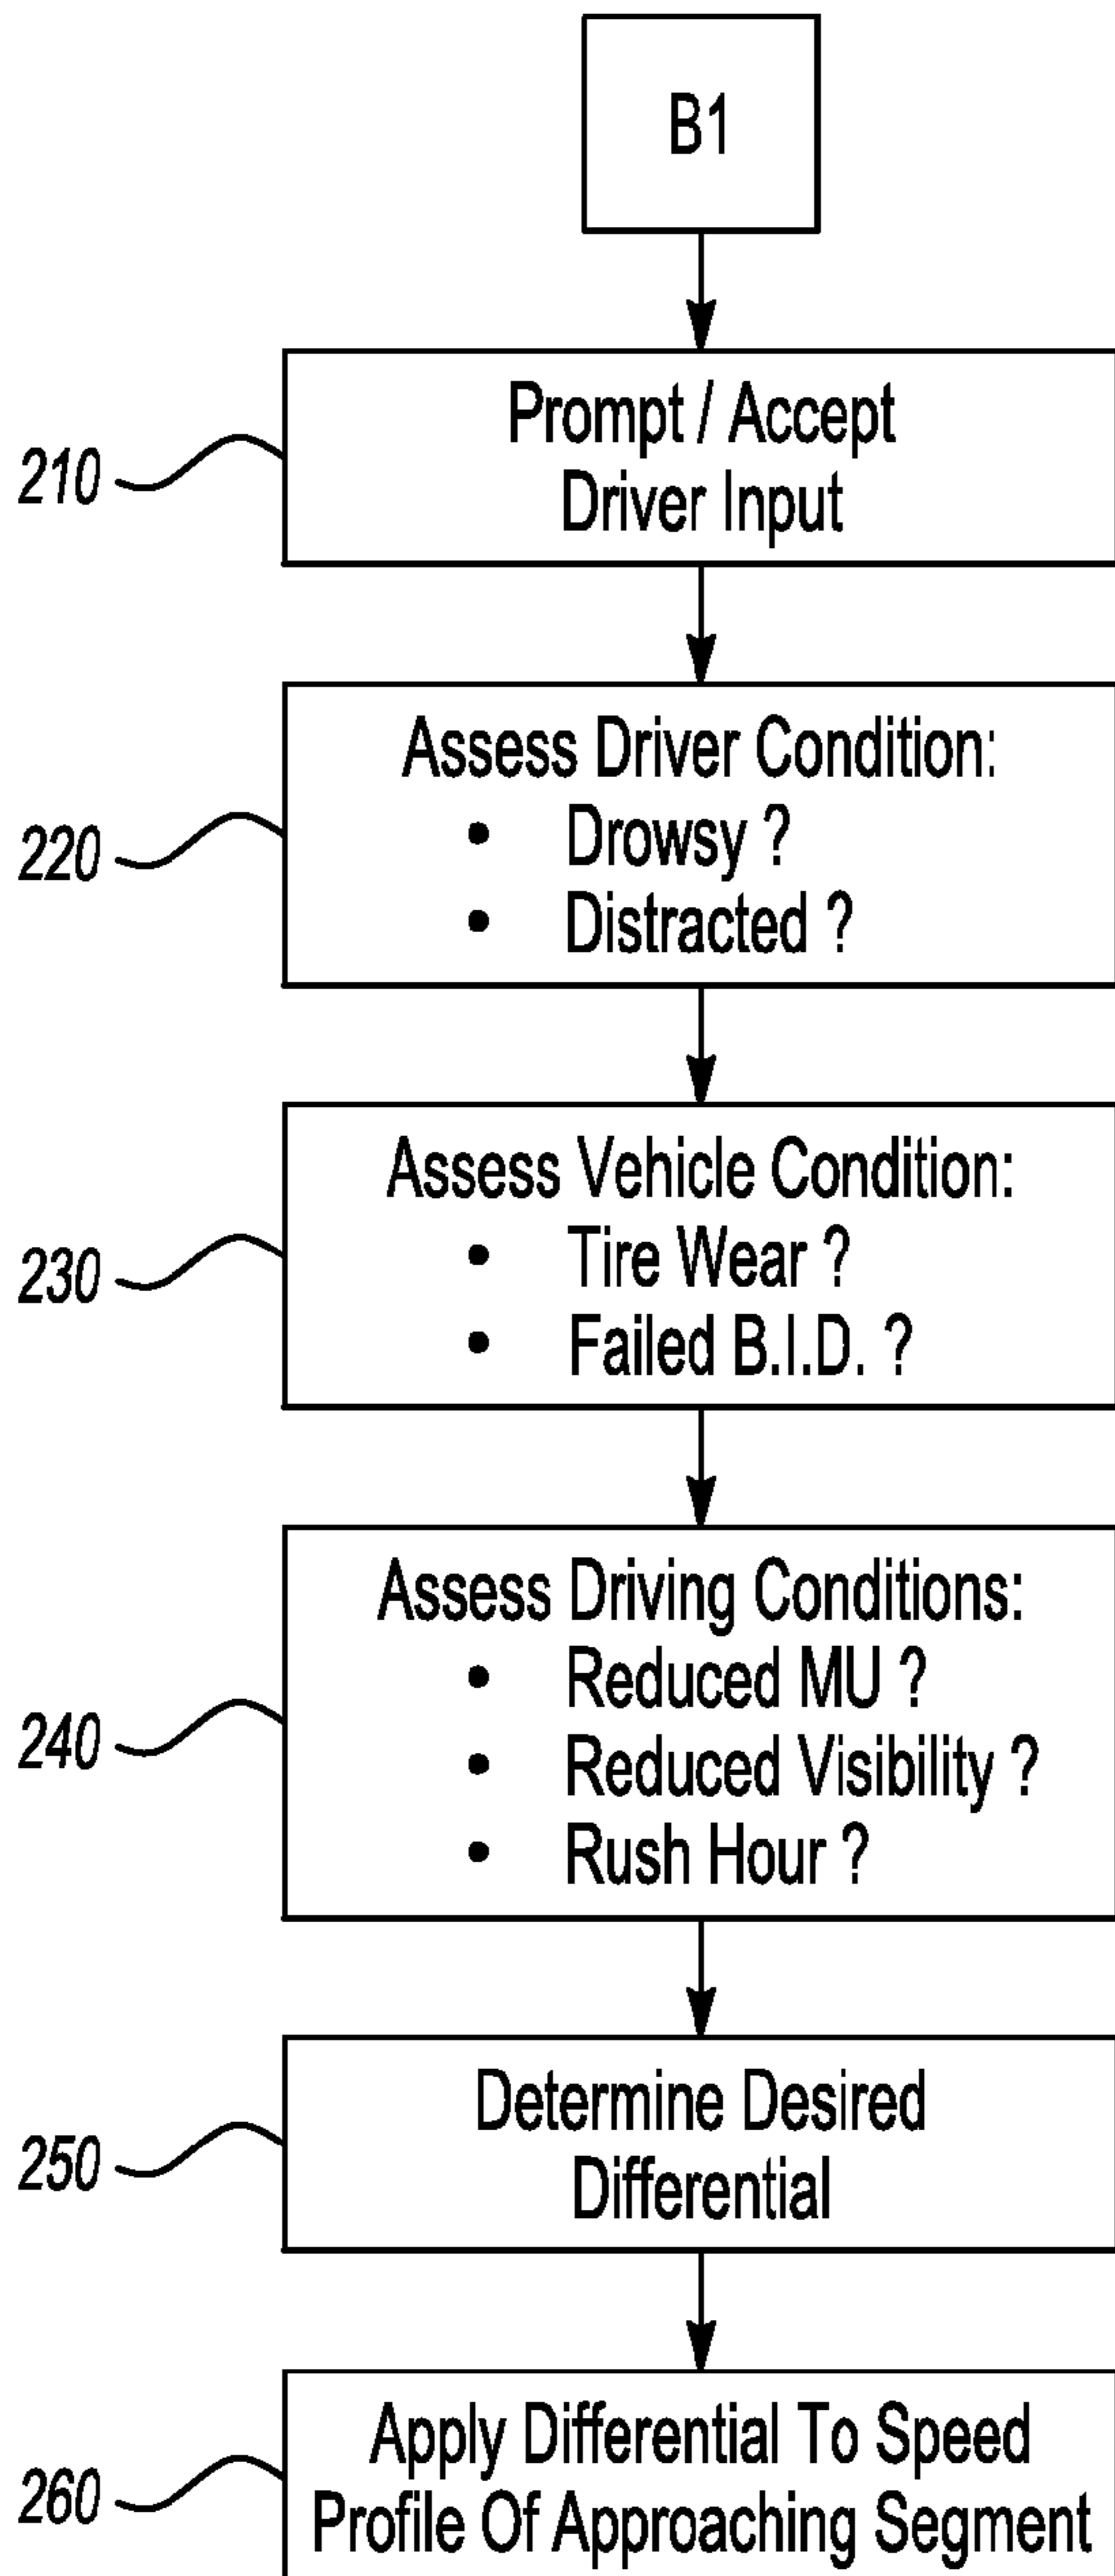 B1
210
Prompt / Accept
Driver Input
220
Assess Driver Condition:
• Drowsy ?
• Distracted ?
230
Assess Vehicle Condition:
• Tire Wear ?
• Failed B.I.D. ?
240
Assess Driving Conditions:
• Reduced MU ?
• Reduced Visibility ?
• Rush Hour ?
250
Determine Desired
Differential
260
Apply Differential To Speed
Profile Of Approaching Segment